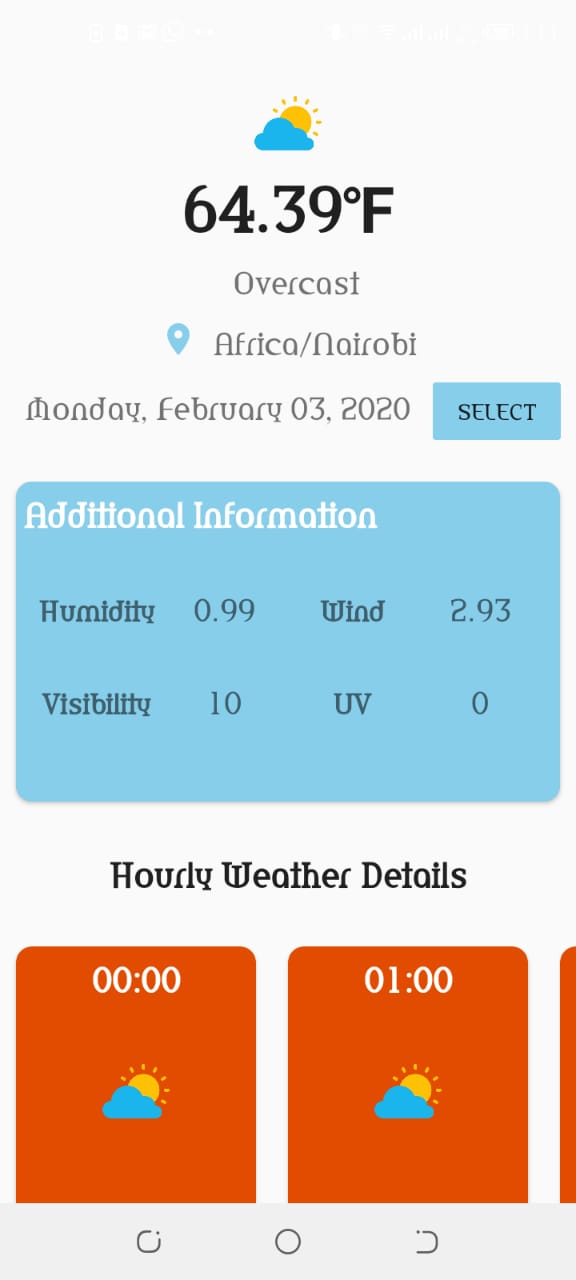 64.39°F
Overcast
Africa/Nairobi
Monday, February 03, 2020 SELECT
Additional Information
Humidity 0.99 Wind 2.93
Visibility 10 UV 0
Hourly Weather Details
00:00 01:00